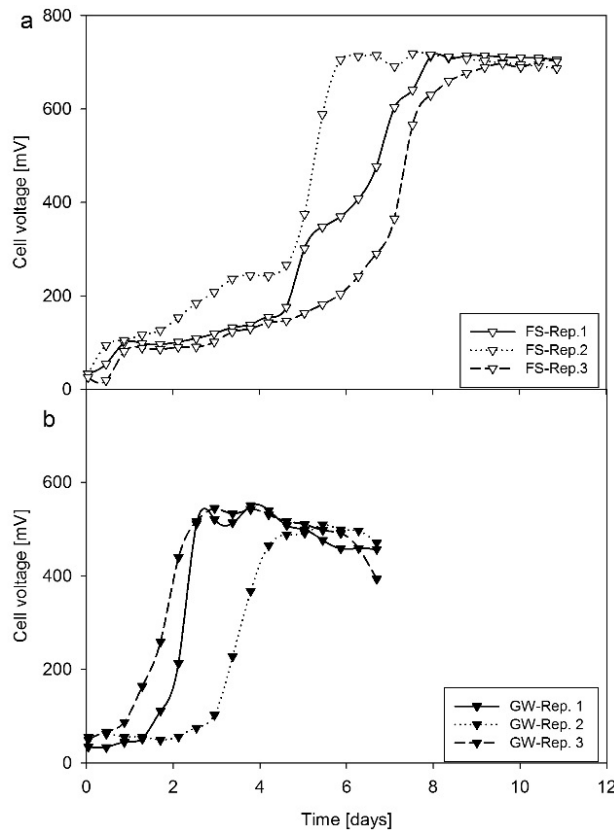 a
800
600
400
200
0
Cell voltage [mV]
FS-Rep.1
FS-Rep.2
FS-Rep.3
b
600
400
200
0
Cell voltage [mV]
GW-Rep. 1
GW-Rep. 2
GW-Rep. 3
0 2 4 6 8 10 12
Time [days]